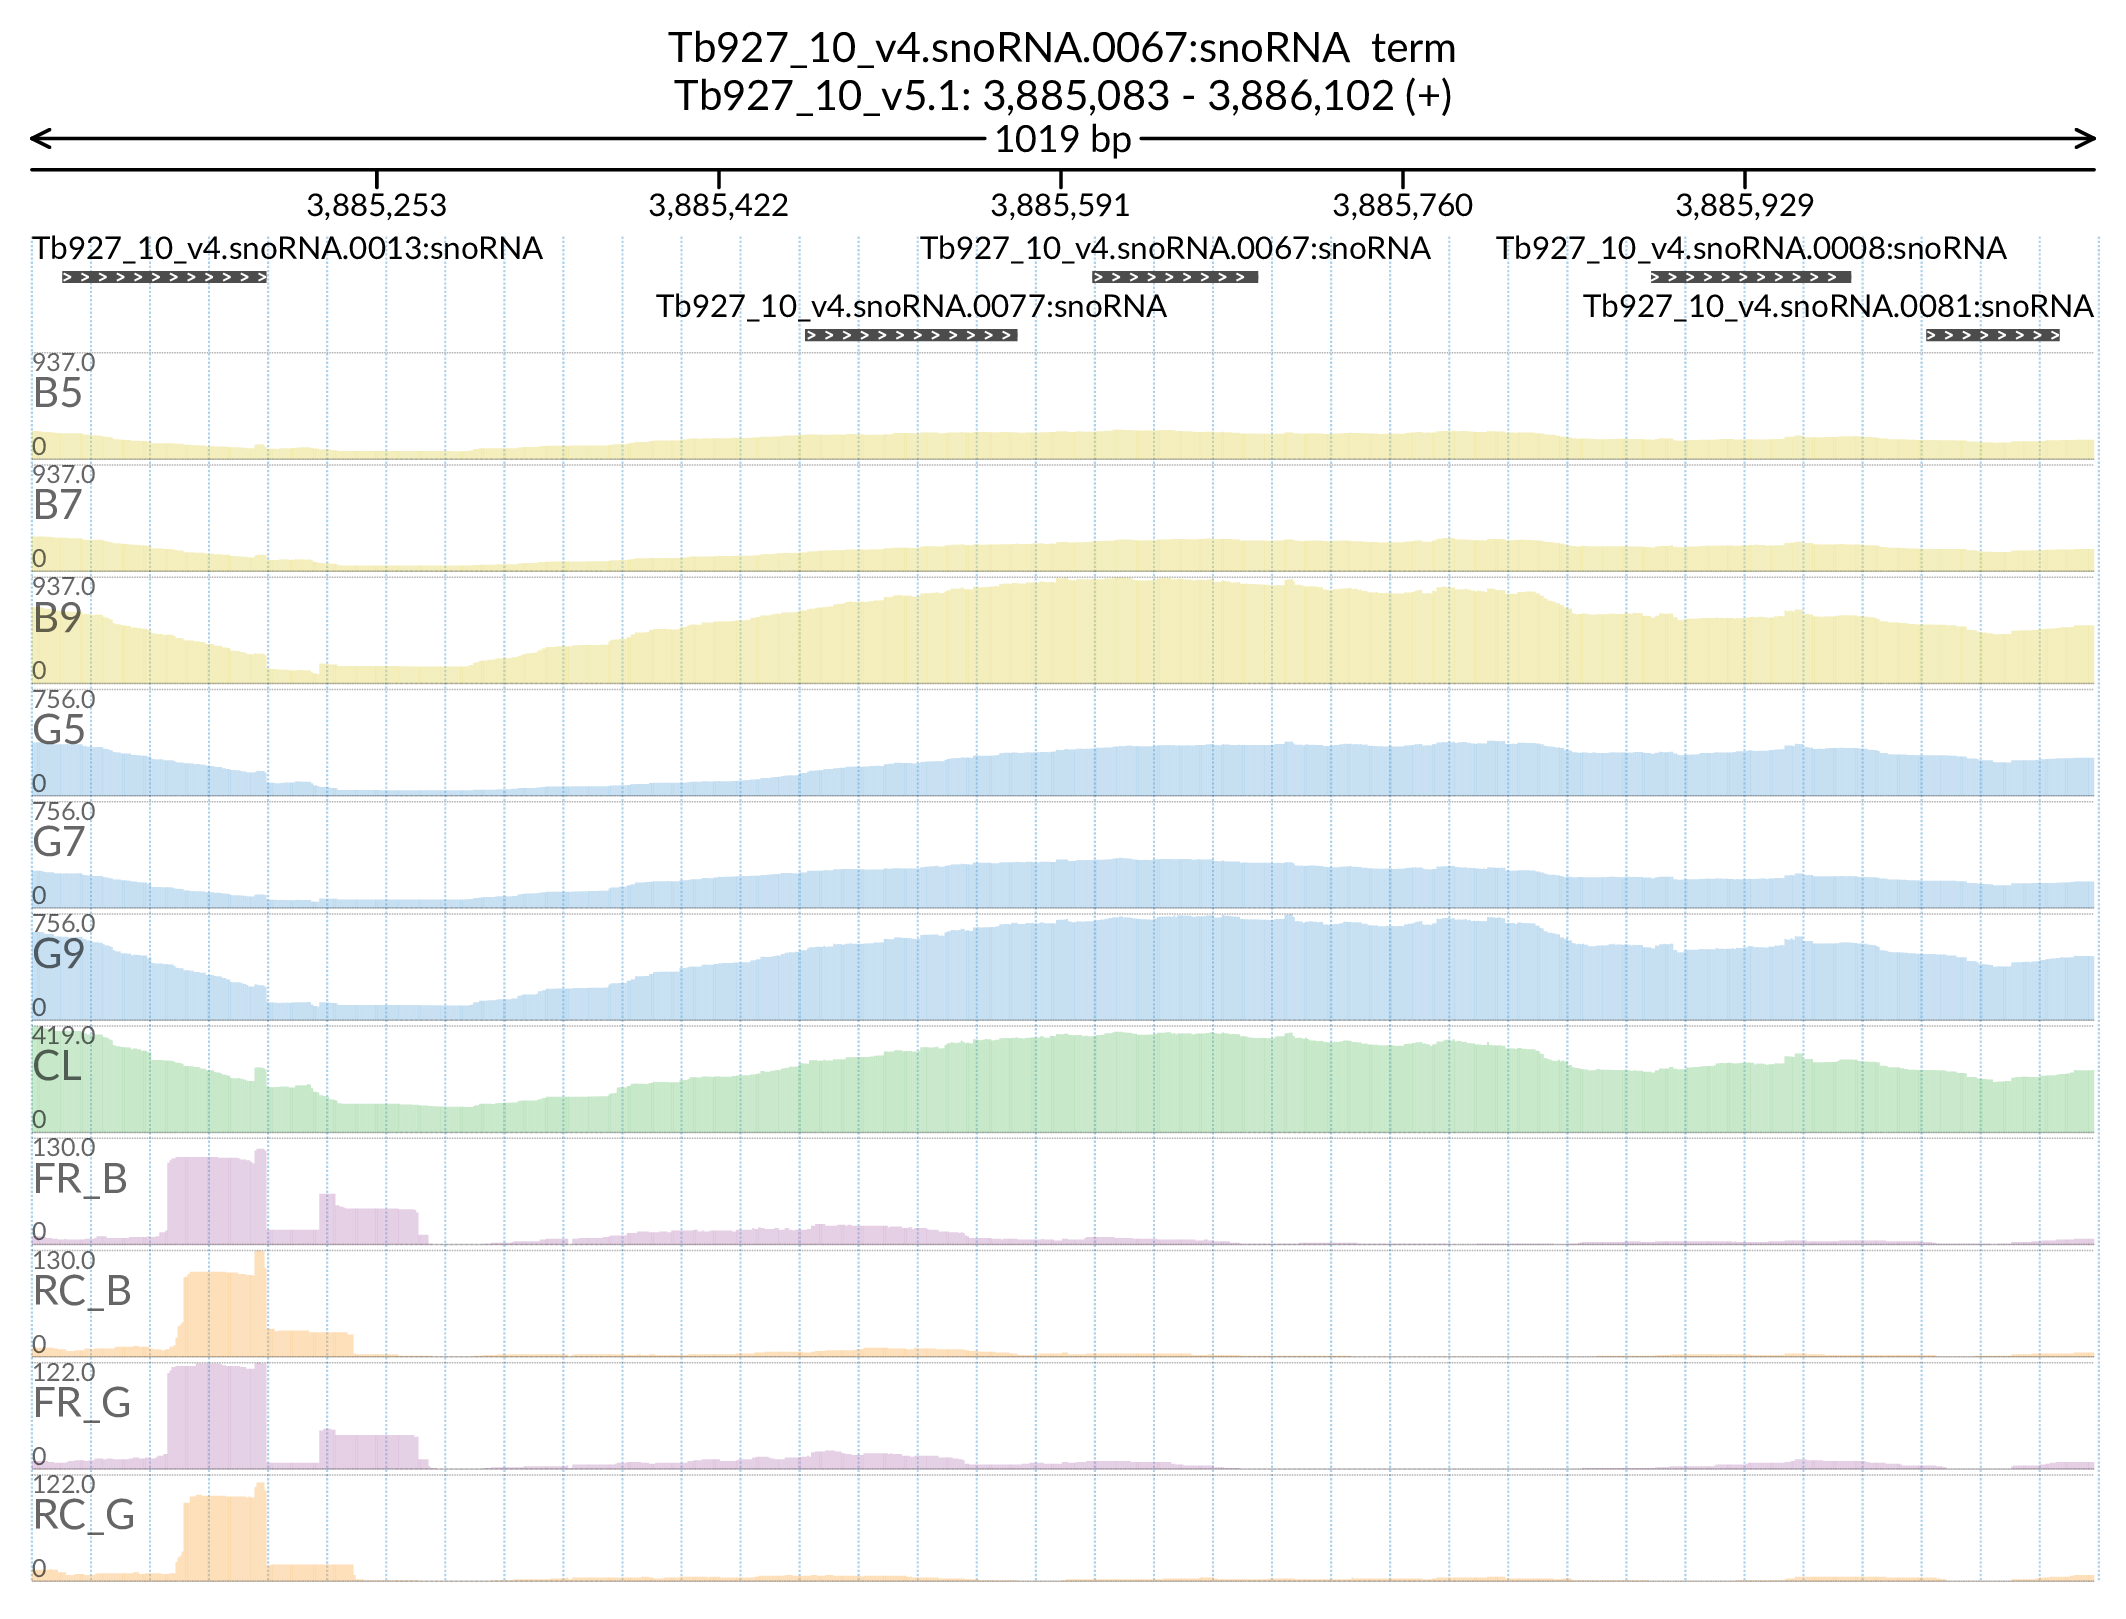 Tb927_10_v4.snoRNA.0067:snoRNA term
Tb927_10_v5.1: 3,885,083 - 3,886,102 (+)
1019 bp
3,885,253 3,885,422 3,885,591 3,885,760 3,885,929
Tb927_10_v4.snoRNA.0013:snoRNA Tb927_10_v4.snoRNA.0067:snoRNA Tb927_10_v4.snoRNA.0008:snoRNA
Tb927_10_v4.snoRNA.0077:snoRNA Tb927_10_v4.snoRNA.0081:snoRNA
937.0
B5
0
937.0
B7
0
937.0
B9
0
756.0
G5
0
756.0
G7
0
756.0
G9
0
419.0
CL
0
130.0
FR_B
0
130.0
RC_B
0
122.0
FR_G
0
122.0
RC_G
0